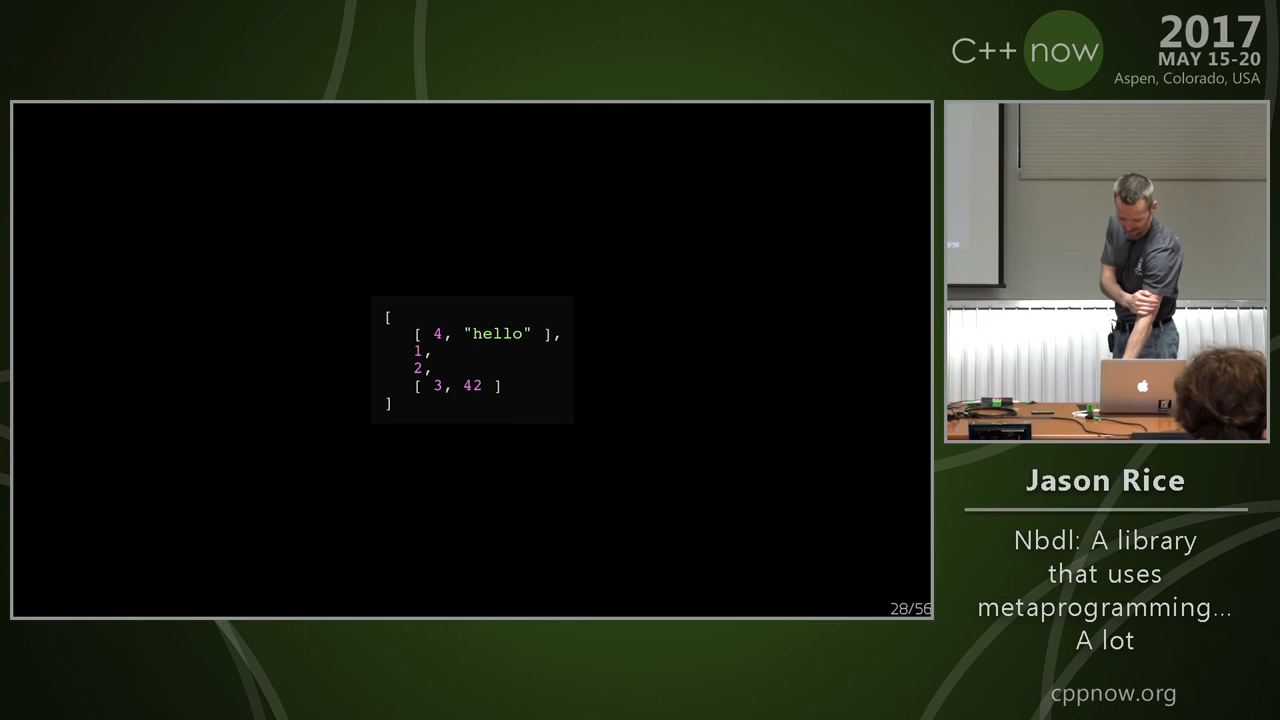 C++ now
2017
MAY 15-20
Aspen, Colorado, USA
[
[ 4, "hello" ],
1,
2,
[ 3, 42 ]
]
28/56
Jason Rice
Nbdl: A library
that uses
metaprogramming...
A lot
cppnow.org